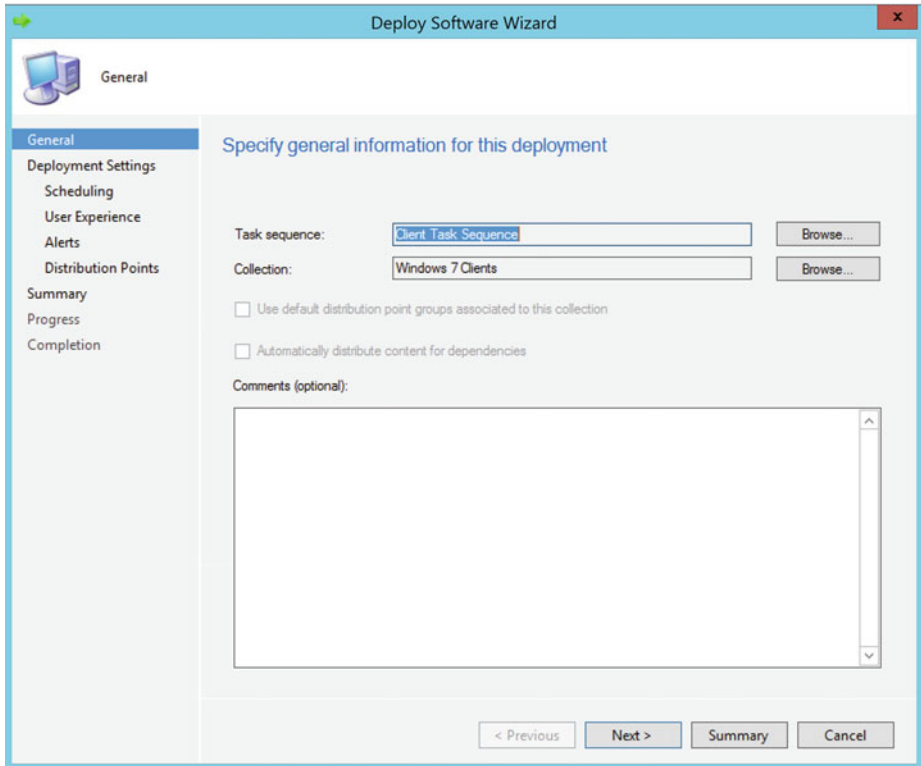 Deploy Software Wizard
x
General
General
Deployment Settings
Scheduling
User Experience
Alerts
Distribution Points
Summary
Progress
Completion
Specify general information for this deployment
Task sequence: Client Task Sequence Browse...
Collection: Windows 7 Clients Browse...
Use default distribution point groups associated to this collection
Automatically distribute content for dependencies
Comments (optional):
< Previous Next > Summary Cancel